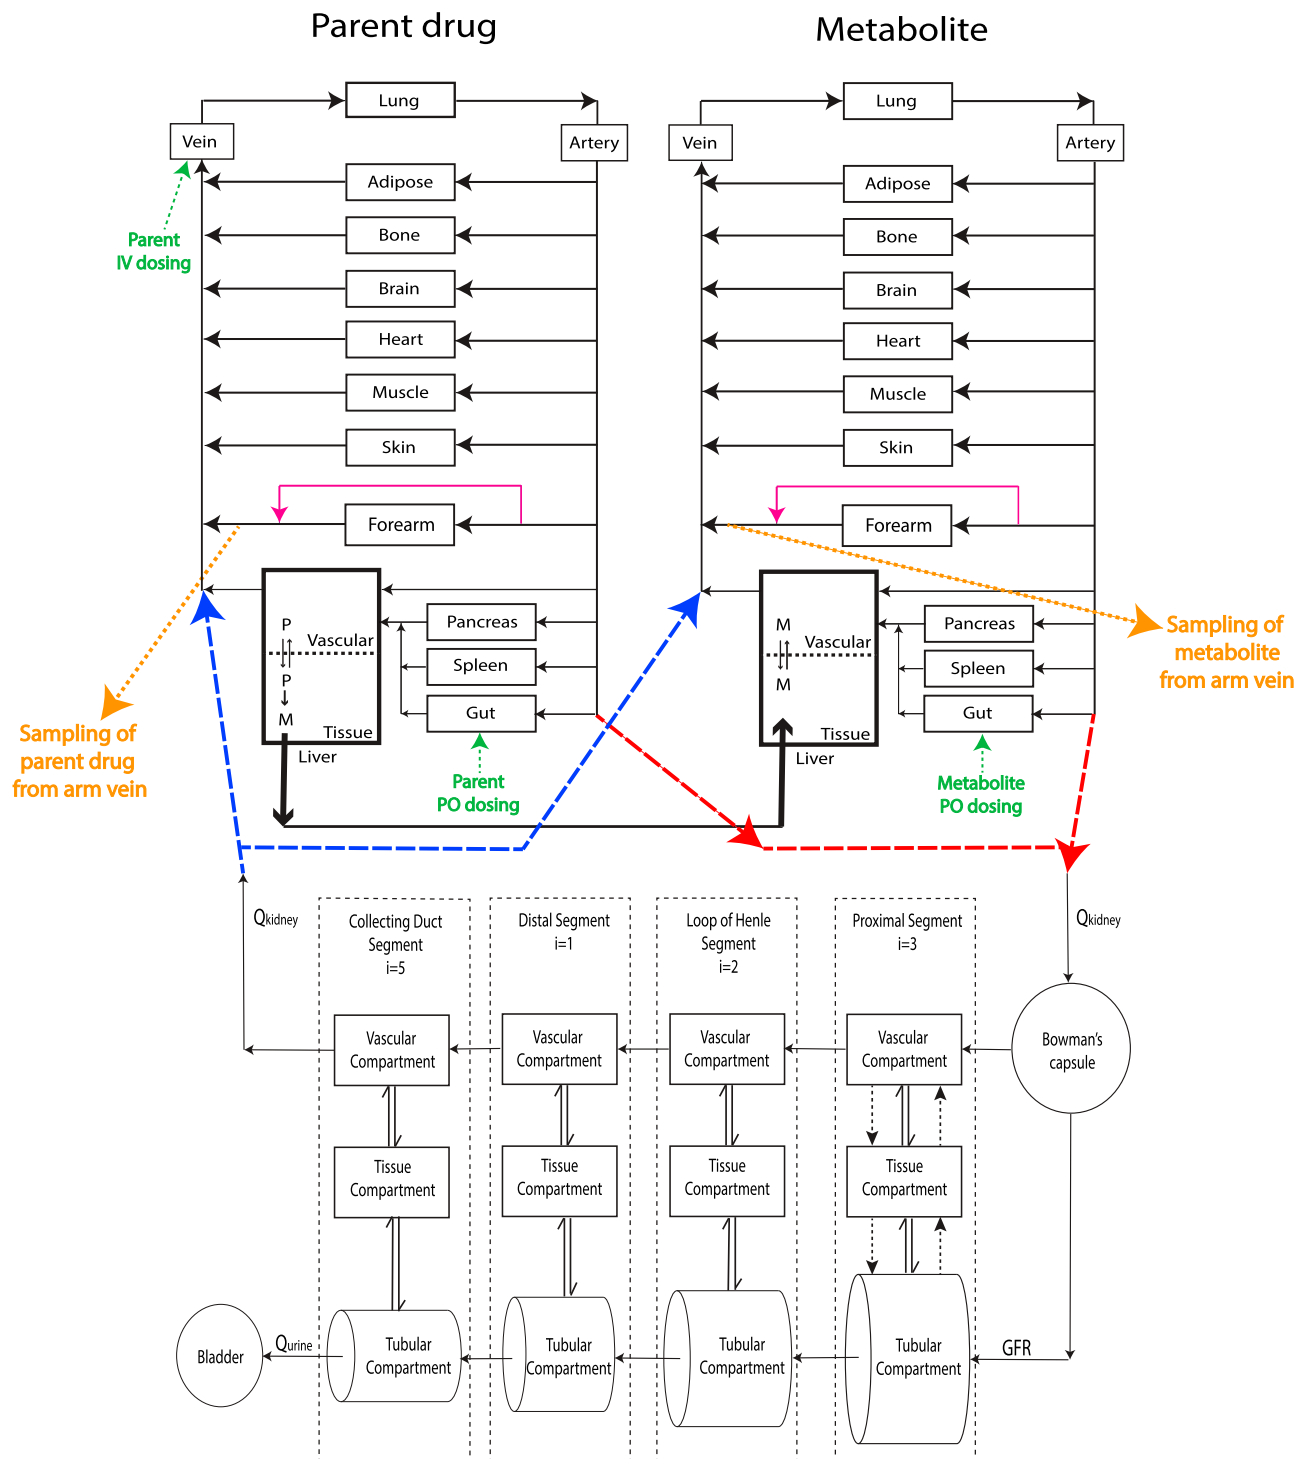 Parent drug
Metabolite
Lung
Vein
Artery
Adipose
Bone
Brain
Heart
Muscle
Skin
Forearm
Parent
IV dosing
P
Vascular
P
M
Tissue
Liver
Pancreas
Spleen
Gut
Parent
PO dosing
Sampling of
parent drug
from arm vein
Lung
Vein
Artery
Adipose
Bone
Brain
Heart
Muscle
Skin
Forearm
M
Vascular
M
Tissue
Liver
Pancreas
Spleen
Gut
Metabolite
PO dosing
Sampling of
metabolite
from arm vein
Qkidney
Collecting Duct
Segment
i=5
Distal Segment
i=1
Loop of Henle
Segment
i=2
Proximal Segment
i=3
Qkidney
Vascular
Compartment
Vascular
Compartment
Vascular
Compartment
Vascular
Compartment
Bowman's
capsule
Tissue
Compartment
Tissue
Compartment
Tissue
Compartment
Tissue
Compartment
Bladder
Qurine
Tubular
Compartment
Tubular
Compartment
Tubular
Compartment
Tubular
Compartment
GFR